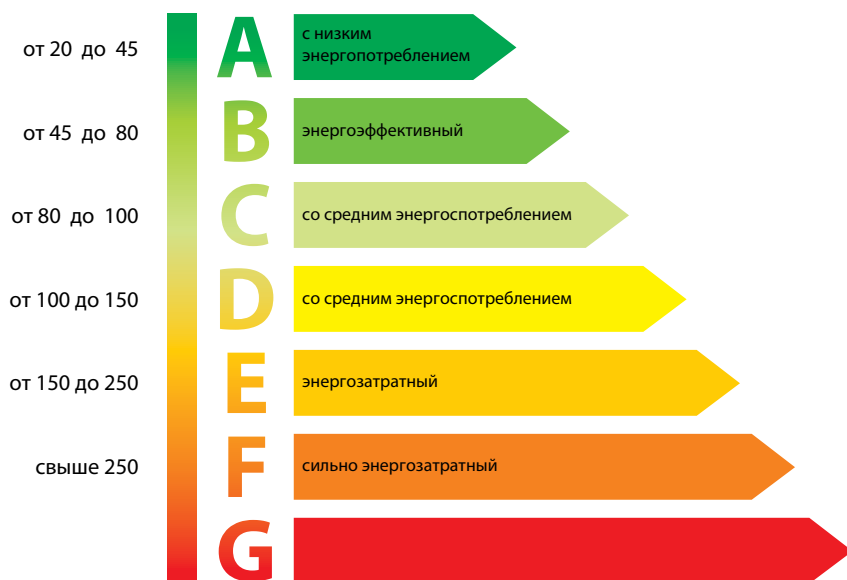 от 20 до 45
A
с низким
энергопотреблением
от 45 до 80
B
энергоэффективный
от 80 до 100
C
со средним энергоспотреблением
от 100 до 150
D
со средним энергоспотреблением
от 150 до 250
E
энергозатратный
свыше 250
F
сильно энергозатратный
G